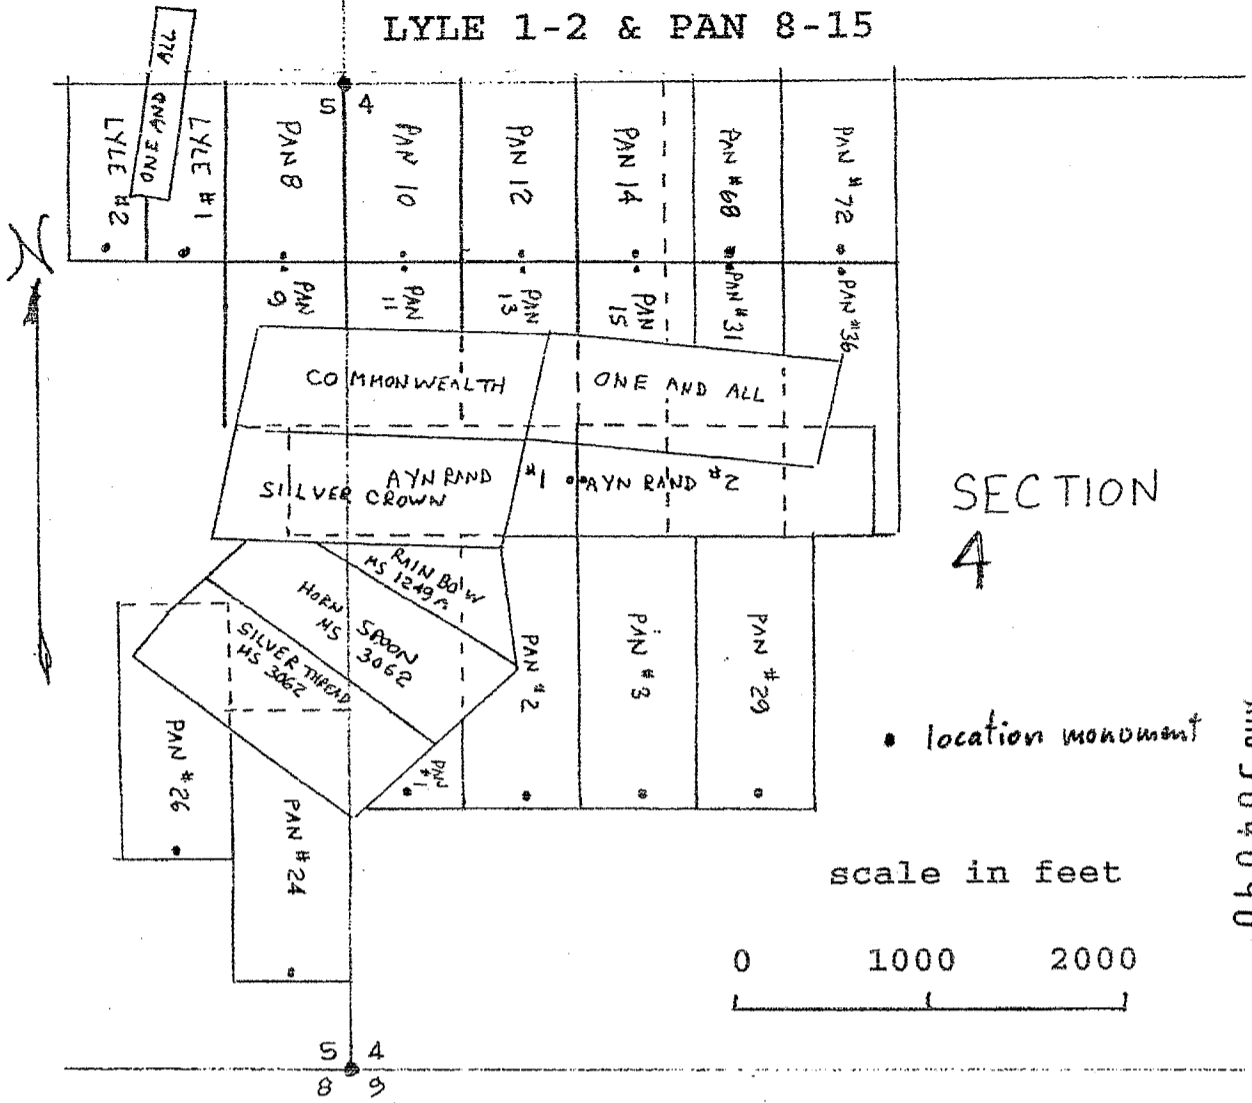 LYLE 1-2 & PAN 8-15
ONE AND ALL
5 4
LYLE #2
LYLE #1
PAN 8
PAN 10
PAN 12
PAN 14
PAN #68
PAN #72
N
PAN 9
PAN 11
PAN 13
PAN 15
PAN #31
PAN #36
COMMONWEALTH
ONE AND ALL
AYN RAND #1
AYN RAND #2
SILVER CROWN
SECTION
4
RAINBOW
MS 1249 A
HORN SPOON
MS 3062
SILVER THREAD
MS 3062
PAN #2
PAN #3
PAN #29
PAN #1
PAN #26
PAN #24
location monument
scale in feet
0 1000 2000
5 4
8 9